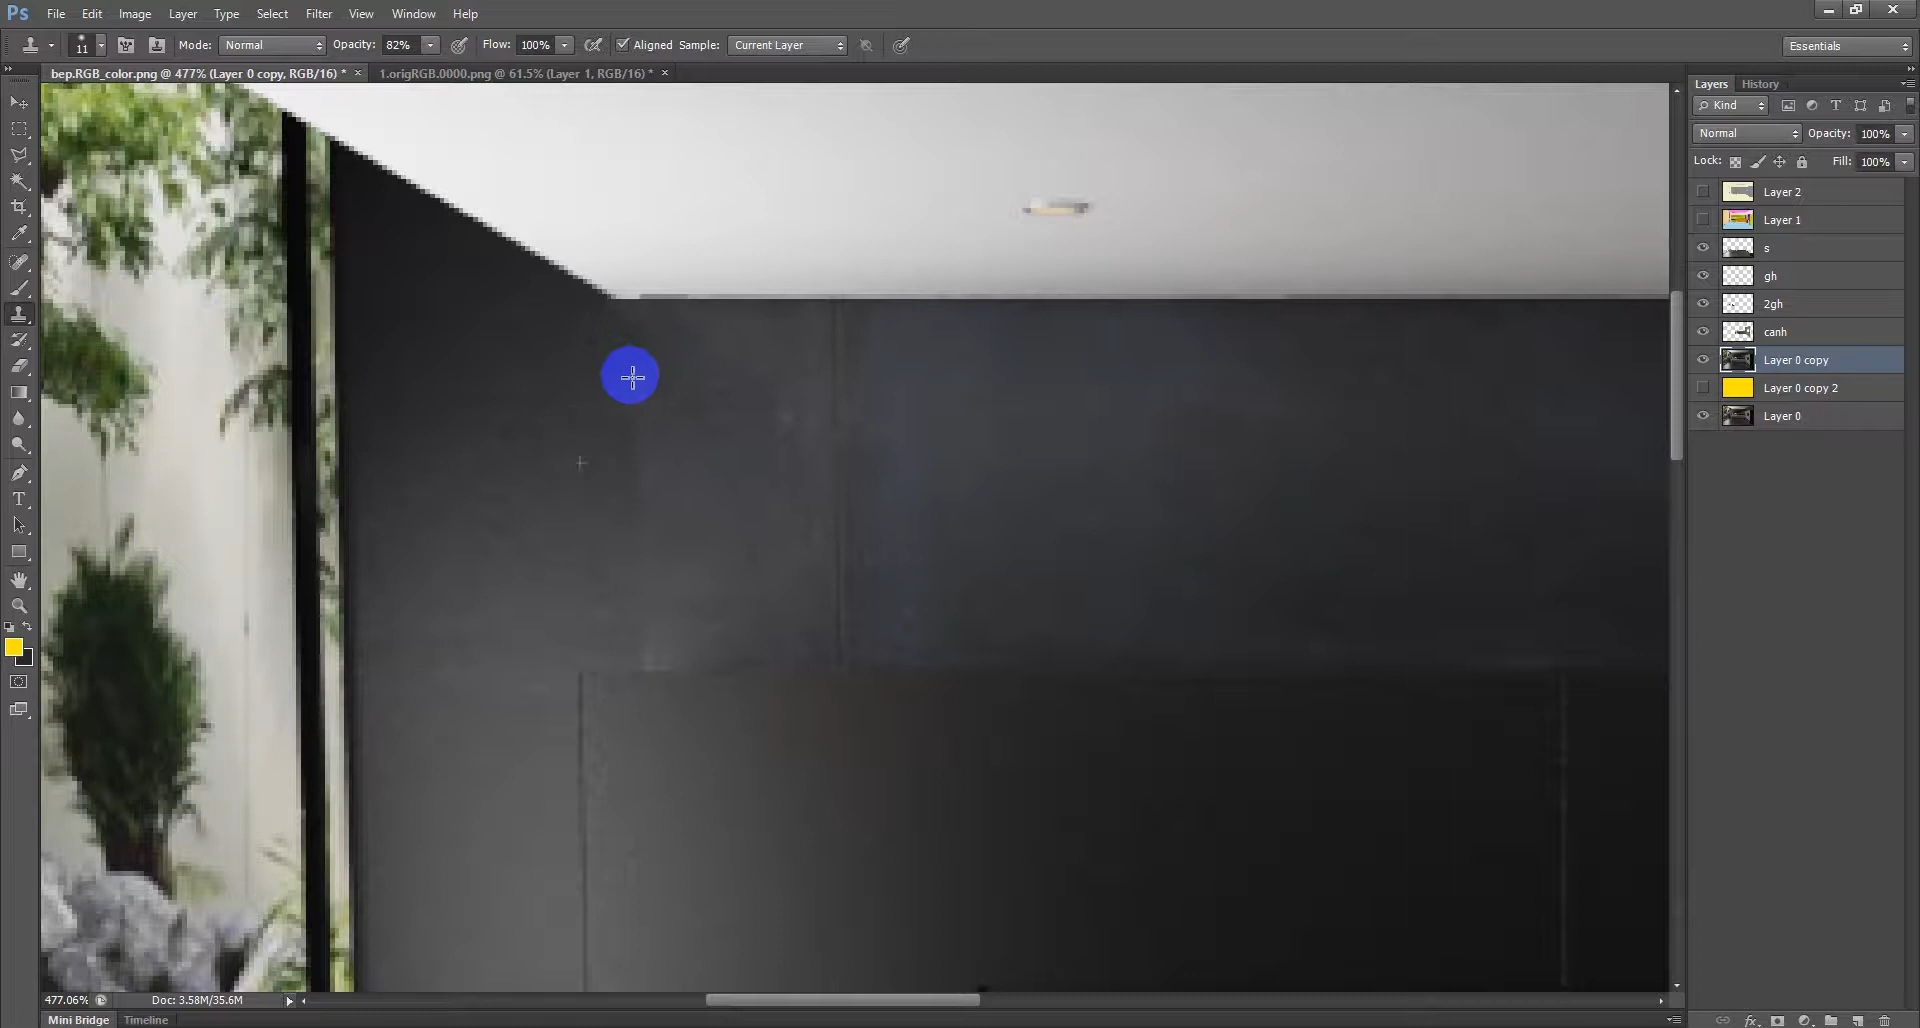 Ps File Edit Image Layer Type Select Filter View Window Help
11 Mode: Normal Opacity: 82% Flow: 100% Aligned Sample: Current Layer Essentials
bep.RGB_color.png @ 477% (Layer 0 copy, RGB/16) * × 1.origRGB.0000.png @ 61.5% (Layer 1, RGB/16) * ×
Layers History
Kind
Normal Opacity: 100%
Lock: Fill: 100%
Layer 2
Layer 1
s
gh
2gh
canh
Layer 0 copy
Layer 0 copy 2
Layer 0
477.06% Doc: 3.58M/35.6M
Mini Bridge Timeline